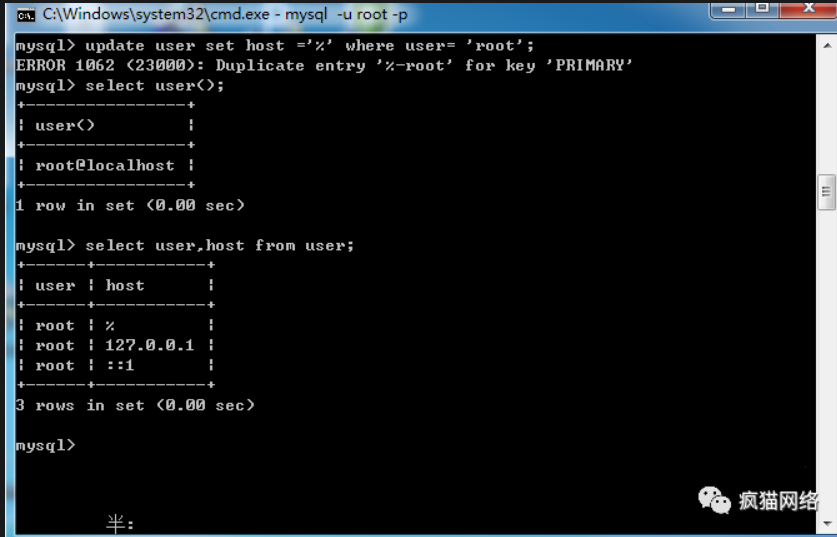 C:\Windows\system32\cmd.exe - mysql -u root -p
mysql> update user set host ='%' where user= 'root';
ERROR 1062 (23000): Duplicate entry '%-root' for key 'PRIMARY'
mysql> select user();
+----------------+
| user()         |
+----------------+
| root@localhost |
+----------------+
1 row in set (0.00 sec)
mysql> select user,host from user;
+------+-----------+
| user | host      |
+------+-----------+
| root | %         |
| root | 127.0.0.1 |
| root | ::1       |
+------+-----------+
3 rows in set (0.00 sec)
mysql>
疯猫网络
半: